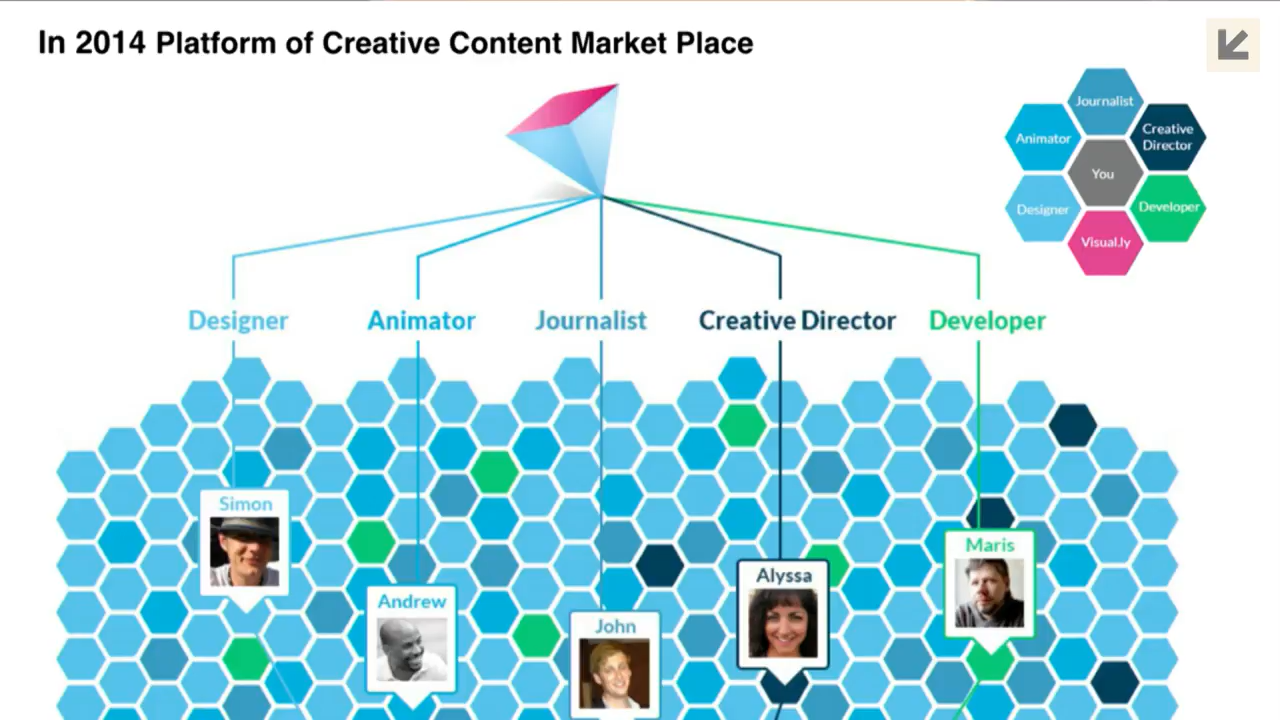 In 2014 Platform of Creative Content Market Place
Journalist
Animator
Creative
Director
You
Designer
Developer
Visual.ly
Designer
Animator
Journalist
Creative Director
Developer
Simon
Maris
Alyssa
Andrew
John